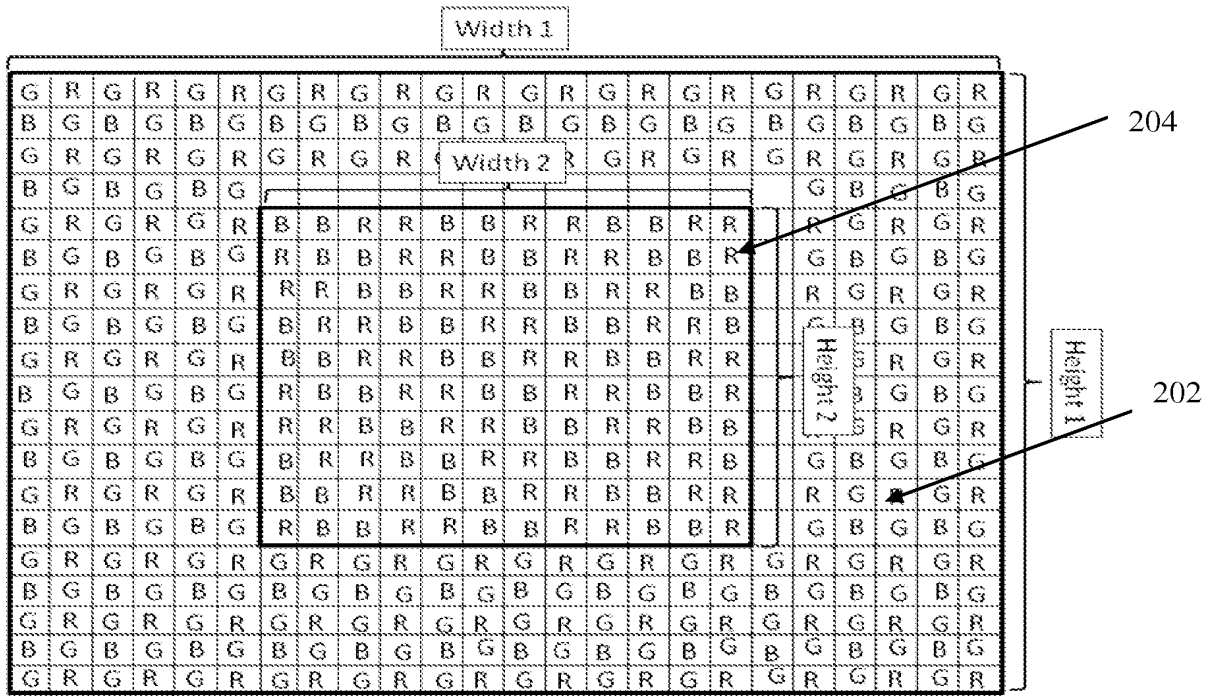 Width 1
G R G R G R G R G R G R G R G R G R G R G R G R
B G B G B G B G B G B G B G B G B G B G B G B G
204
G R G R G R G R G R R G R G R G R G R G R
Width 2
B G B G B G G B G B G
G R G R G R B B R R B B R R B B R R R G R G R
B G B G B G R B B R R B B R R B B R G B G B G
G R G R G R R R B B R R B B R R B B R G R G R
B G B G B G B R R B B R R B B R R B G B G B G
G R G R G R B B R R B B R R B B R R G R G R
Height 2
Height 1
B G B G B G R B B R R B B R R B B R B G B G
202
G R G R G R R R B B R R B B R R B B G R G R
B G B G B G B R R B B R R B B R R B G B G B G
G R G R G R B B R R B B R R B B R R R G G R
B G B G B G R B B R R B B R R B B R G B G B G
G R G R G R G R G R G R G R G R G R G R G R G R
B G B G B G B G B G B G B G B G B G B G B G B G
G R G R G R G R G R G R G R G R G R G R G R G R
B G B G B G B G B G B G B G B G B G B G B G B G
G R G R G R G R G R G R G R G R G R G R G R G R